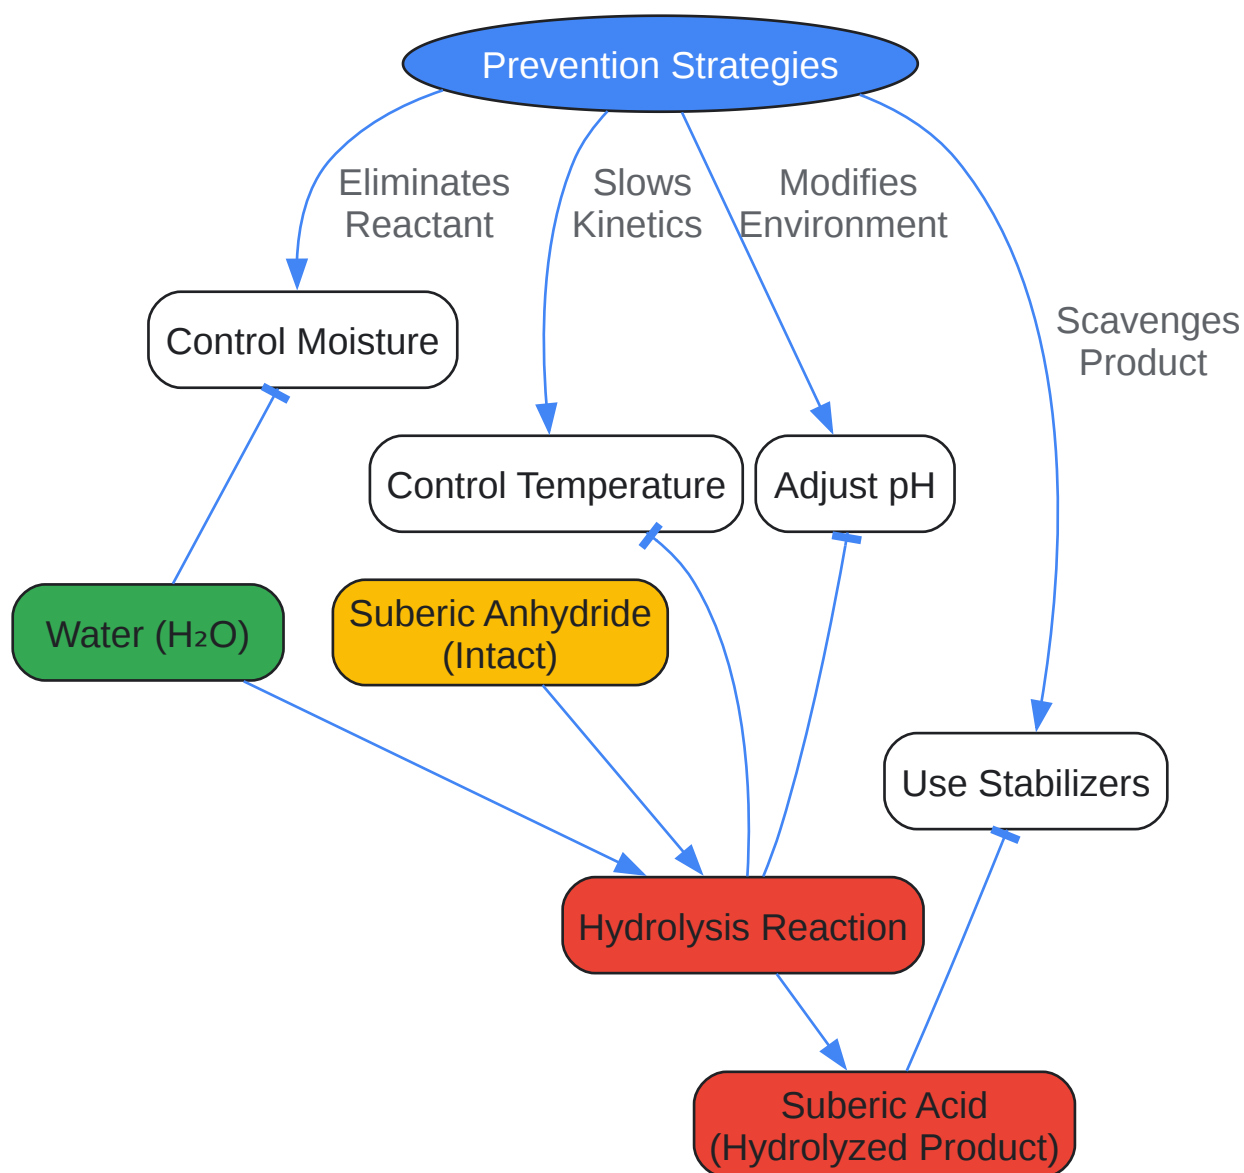 Prevention Strategies
Eliminates
Reactant
Slows
Kinetics
Modifies
Environment
Scavenges
Product
Control Moisture
Control Temperature
Adjust pH
Water (H₂O)
Suberic Anhydride
(Intact)
Use Stabilizers
Hydrolysis Reaction
Suberic Acid
(Hydrolyzed Product)